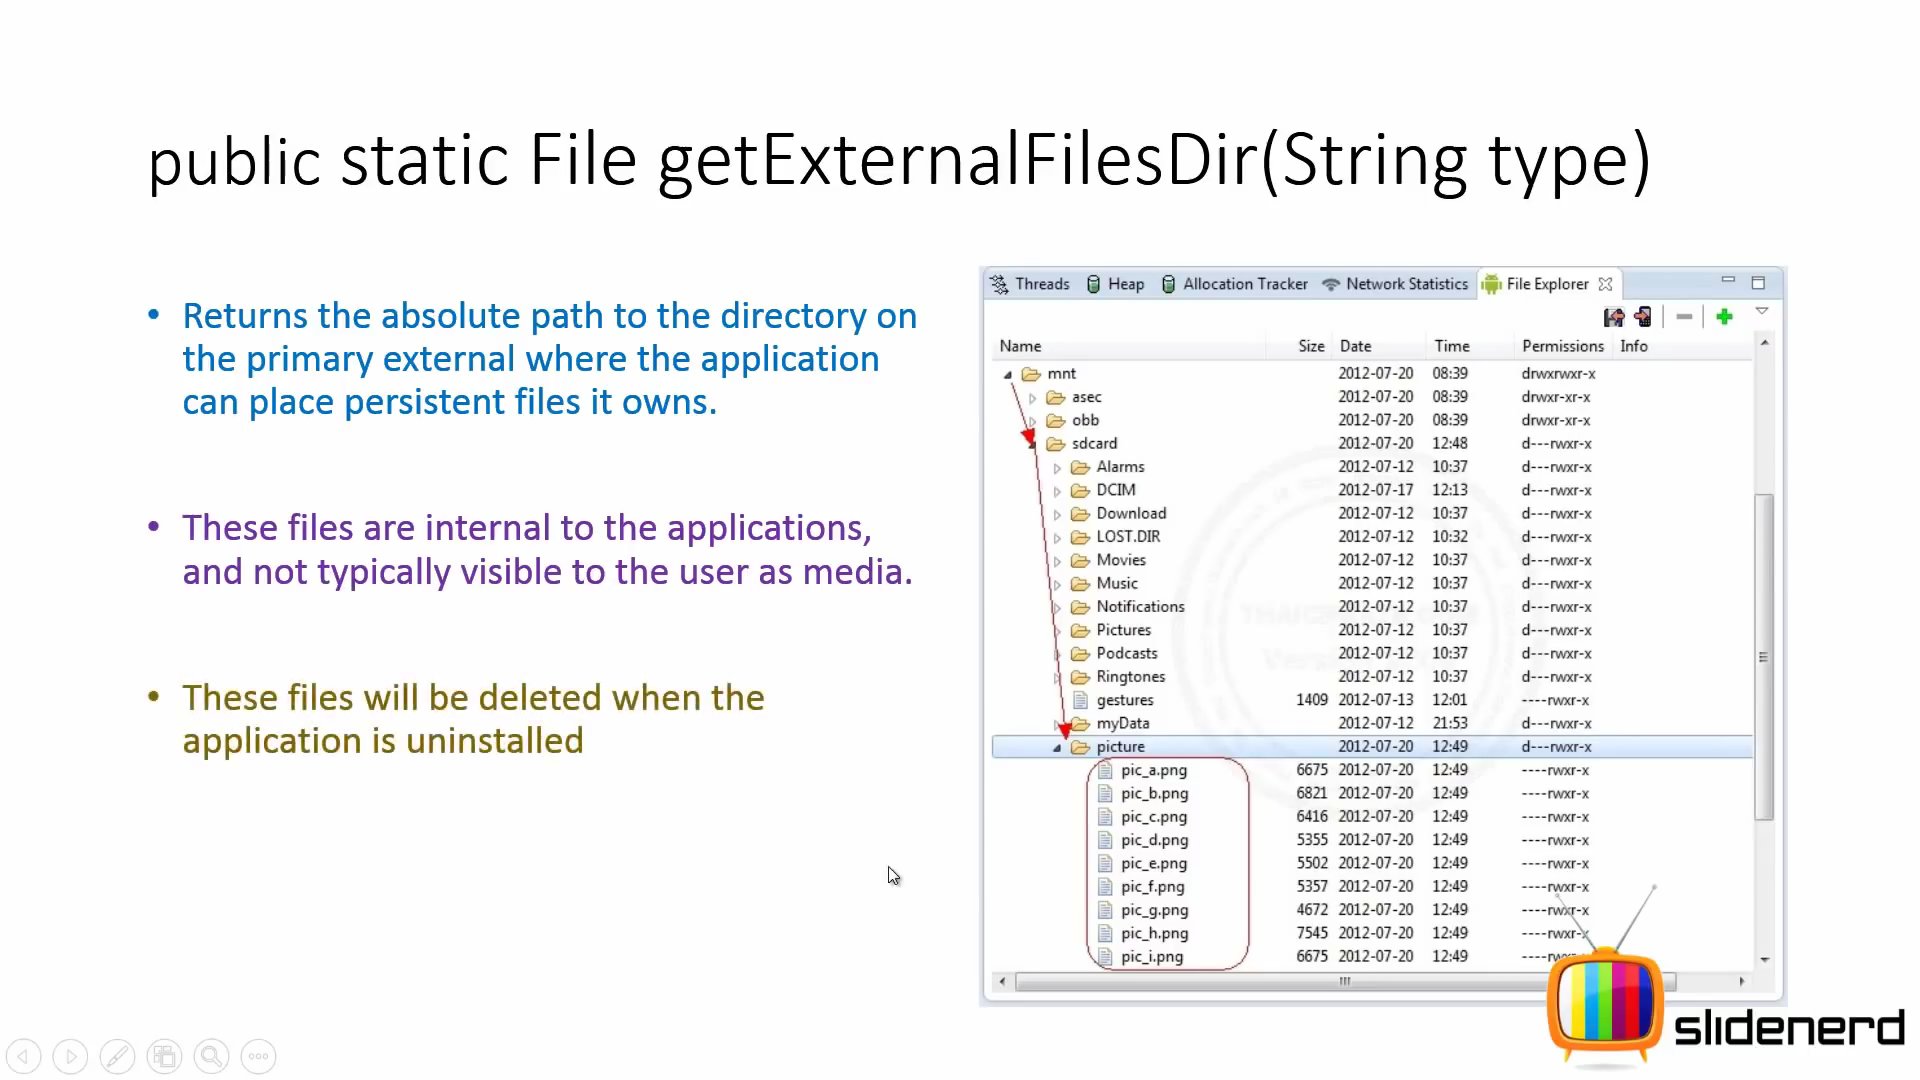 public static File getExternalFilesDir(String type)
• Returns the absolute path to the directory on
the primary external where the application
can place persistent files it owns.
• These files are internal to the applications,
and not typically visible to the user as media.
• These files will be deleted when the
application is uninstalled
Threads Heap Allocation Tracker Network Statistics File Explorer
Name Size Date Time Permissions Info
mnt 2012-07-20 08:39 drwxrwxr-x
asec 2012-07-20 08:39 drwxr-xr-x
obb 2012-07-20 08:39 drwxr-xr-x
sdcard 2012-07-20 12:48 d---rwxr-x
Alarms 2012-07-12 10:37 d---rwxr-x
DCIM 2012-07-17 12:13 d---rwxr-x
Download 2012-07-12 10:37 d---rwxr-x
LOST.DIR 2012-07-12 10:32 d---rwxr-x
Movies 2012-07-12 10:37 d---rwxr-x
Music 2012-07-12 10:37 d---rwxr-x
Notifications 2012-07-12 10:37 d---rwxr-x
Pictures 2012-07-12 10:37 d---rwxr-x
Podcasts 2012-07-12 10:37 d---rwxr-x
Ringtones 2012-07-12 10:37 d---rwxr-x
gestures 1409 2012-07-13 12:01 ----rwxr-x
myData 2012-07-12 21:53 d---rwxr-x
picture 2012-07-20 12:49 d---rwxr-x
pic_a.png 6675 2012-07-20 12:49 ----rwxr-x
pic_b.png 6821 2012-07-20 12:49 ----rwxr-x
pic_c.png 6416 2012-07-20 12:49 ----rwxr-x
pic_d.png 5355 2012-07-20 12:49 ----rwxr-x
pic_e.png 5502 2012-07-20 12:49 ----rwxr-x
pic_f.png 5357 2012-07-20 12:49 ----rwxr-x
pic_g.png 4672 2012-07-20 12:49 ----rwxr-x
pic_h.png 7545 2012-07-20 12:49 ----rwxr-x
pic_i.png 6675 2012-07-20 12:49
slidenerd